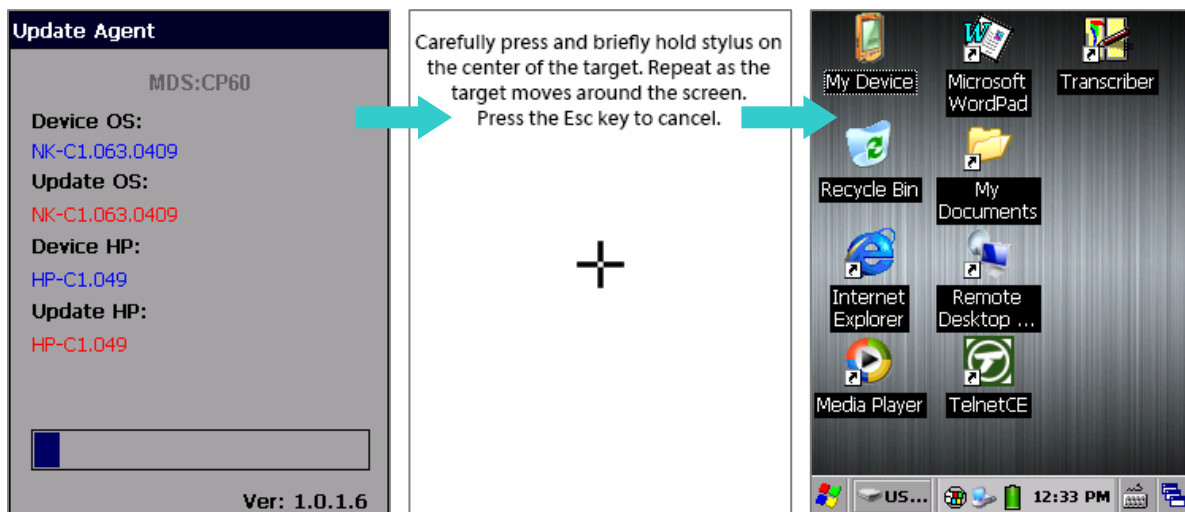 Update Agent
MDS:CP60
Device OS:
NK-C1.063.0409
Update OS:
NK-C1.063.0409
Device HP:
HP-C1.049
Update HP:
HP-C1.049
Ver: 1.0.1.6
Carefully press and briefly hold stylus on
the center of the target. Repeat as the
target moves around the screen.
Press the Esc key to cancel.
My Device
Microsoft
WordPad
Transcriber
Recycle Bin
My
Documents
Internet
Explorer
Remote
Desktop ...
Media Player
TelnetCE
US...
12:33 PM